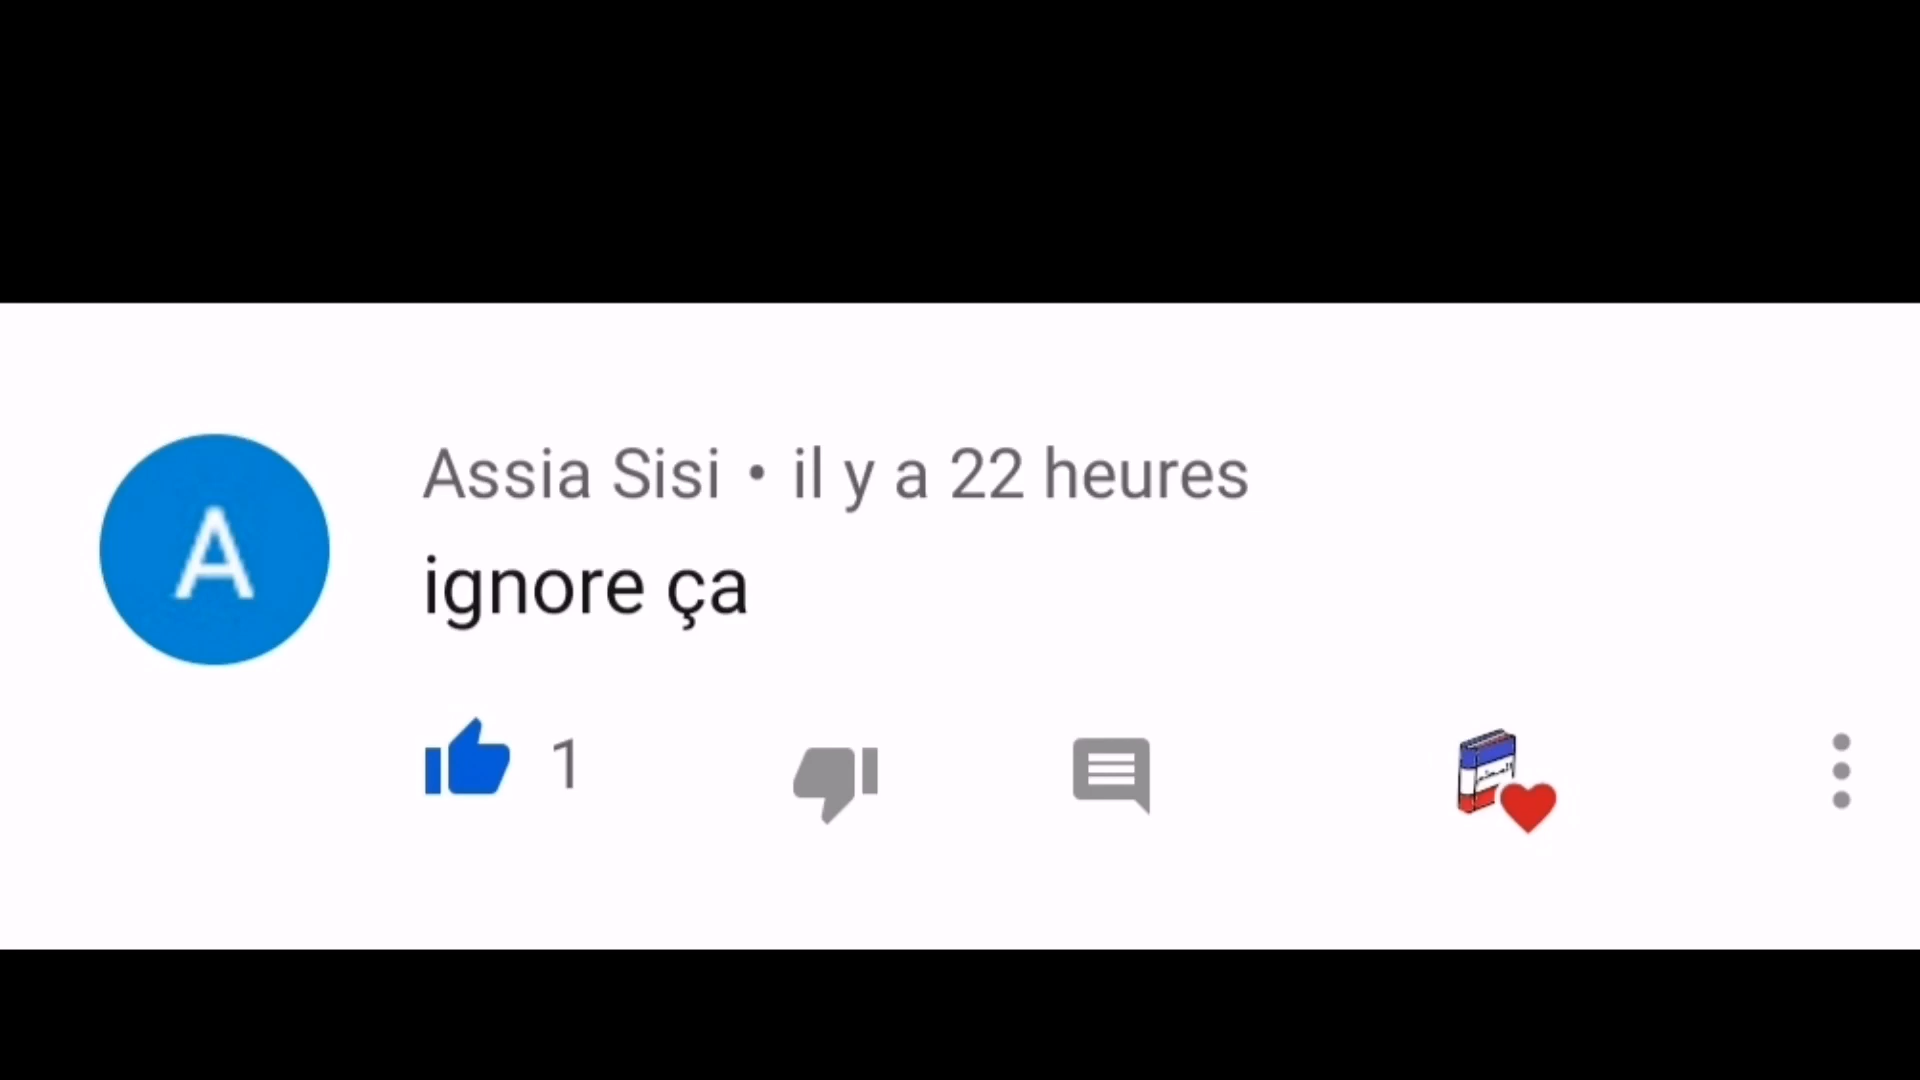 Assia Sisi • il y a 22 heures
A
ignore ça
1